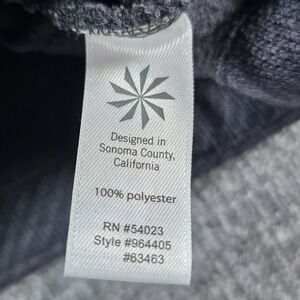 Designed in
Sonoma County,
California
100% polyester
RN #54023
Style #964405
#63463